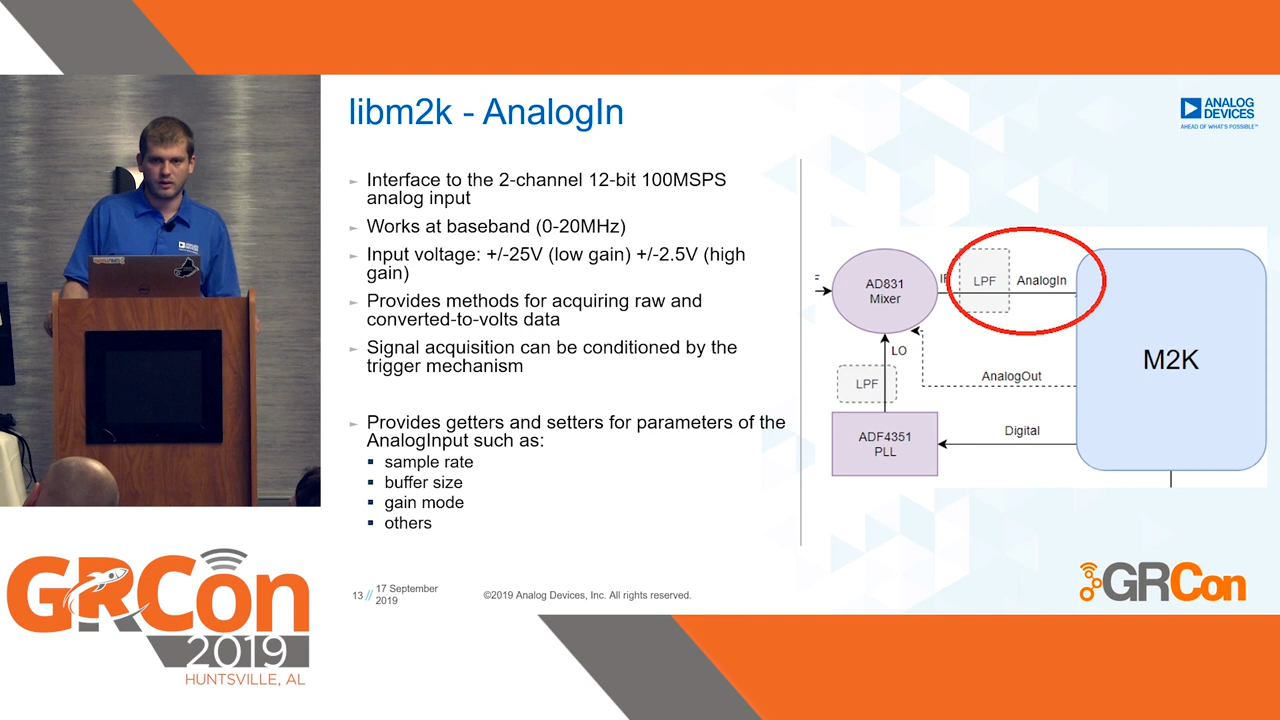 libm2k - AnalogIn
ANALOG
DEVICES
AHEAD OF WHAT'S POSSIBLE™
► Interface to the 2-channel 12-bit 100MSPS
analog input
► Works at baseband (0-20MHz)
► Input voltage: +/-25V (low gain) +/-2.5V (high
gain)
► Provides methods for acquiring raw and
converted-to-volts data
► Signal acquisition can be conditioned by the
trigger mechanism
► Provides getters and setters for parameters of the
AnalogInput such as:
▪ sample rate
▪ buffer size
▪ gain mode
▪ others
AD831
Mixer
LPF
AnalogIn
M2K
LO
LPF
AnalogOut
ADF4351
PLL
Digital
13 // 17 September
2019
©2019 Analog Devices, Inc. All rights reserved.
GRCon
GRCon
2019
HUNTSVILLE, AL